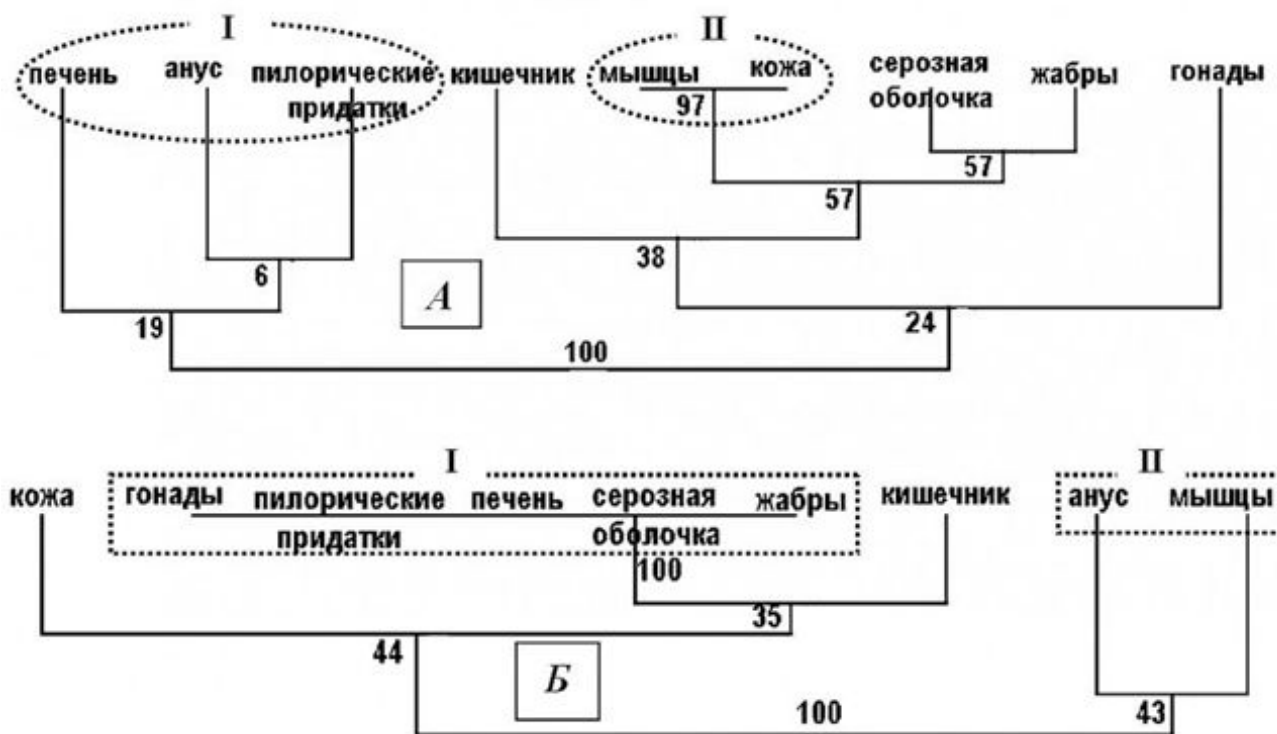 I
II
печень анус пилорические придатки кишечник мышцы кожа серозная оболочка жабры гонады
97
57
57
38
6
А
19
24
100
I
II
кожа гонады пилорические придатки печень серозная оболочка жабры кишечник анус мышцы
100
35
44
Б
100
43